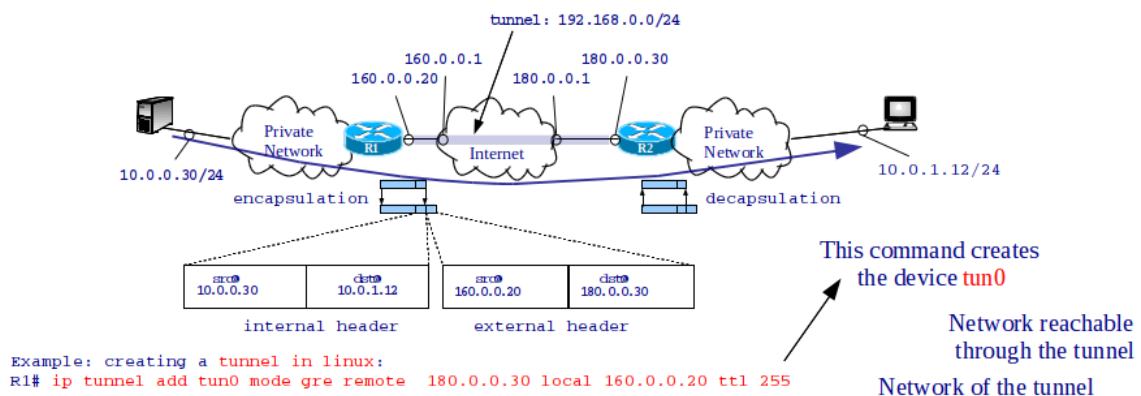 tunnel: 192.168.0.0/24
160.0.0.1
180.0.0.30
160.0.0.20
180.0.0.1
Private
Network
R1
Internet
R2
Private
Network
10.0.0.30/24
10.0.1.12/24
encapsulation
decapsulation
src@
10.0.0.30
dst@
10.0.1.12
src@
160.0.0.20
dst@
180.0.0.30
internal header
external header
This command creates
the device tun0
Network reachable
through the tunnel
Network of the tunnel
Example: creating a tunnel in linux:
R1# ip tunnel add tun0 mode gre remote 180.0.0.30 local 160.0.0.20 ttl 255